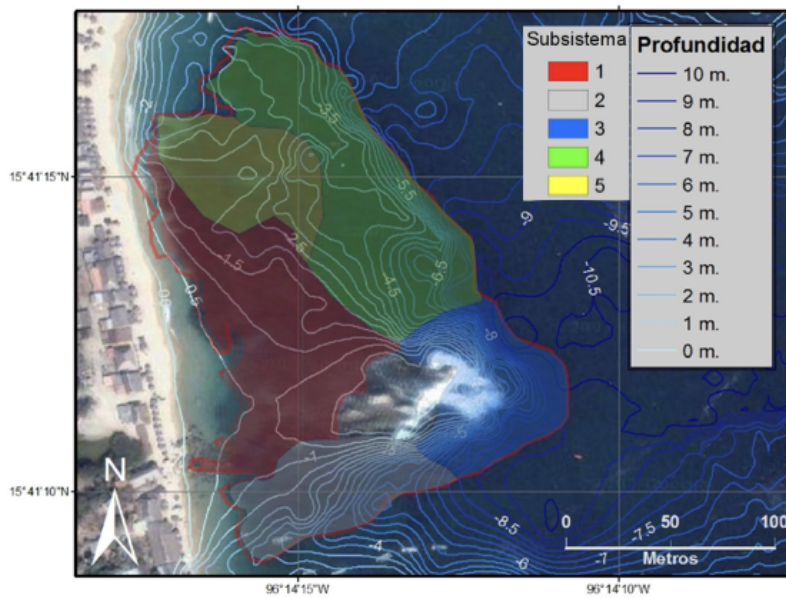 Subsistema
1
2
3
4
5
Profundidad
10 m.
9 m.
8 m.
7 m.
6 m.
5 m.
4 m.
3 m.
2 m.
1 m.
0 m.
15°41'15"N
15°41'10"N
96°14'15"W
96°14'10"W
-3.5
-5.5
-9
-9.5
-10.5
-2.5
-1.5
-0.5
-4.5
-6.5
-8
-1
-8.5
-7.5
-7
-6
-4
N
0 50 100
Metros